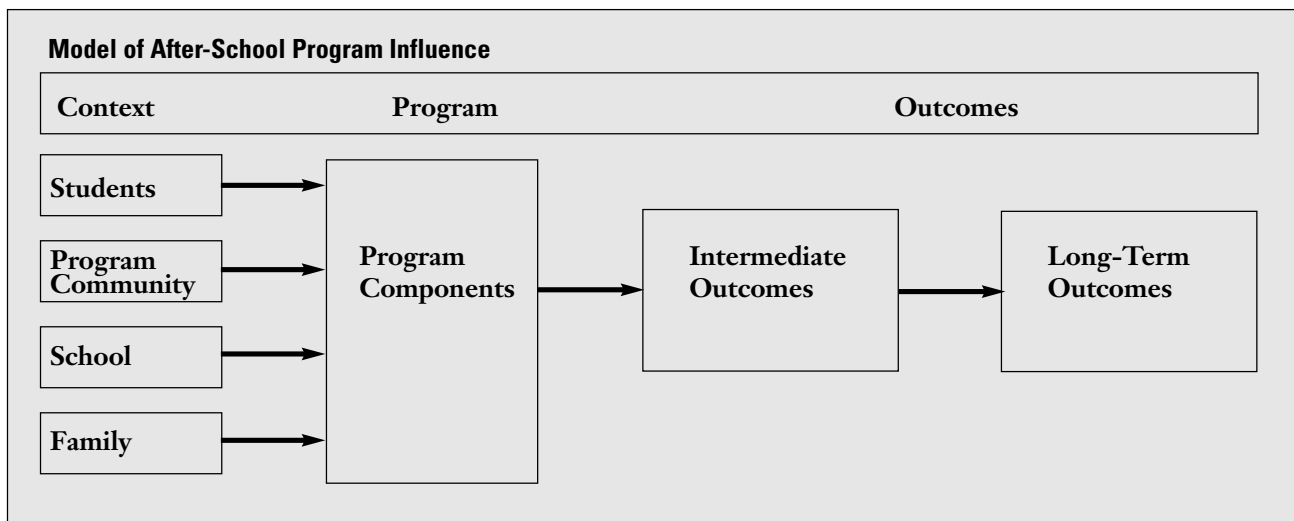 Model of After-School Program Influence
Context Program Outcomes
Students
Program
Community
School
Family
Program
Components
Intermediate
Outcomes
Long-Term
Outcomes